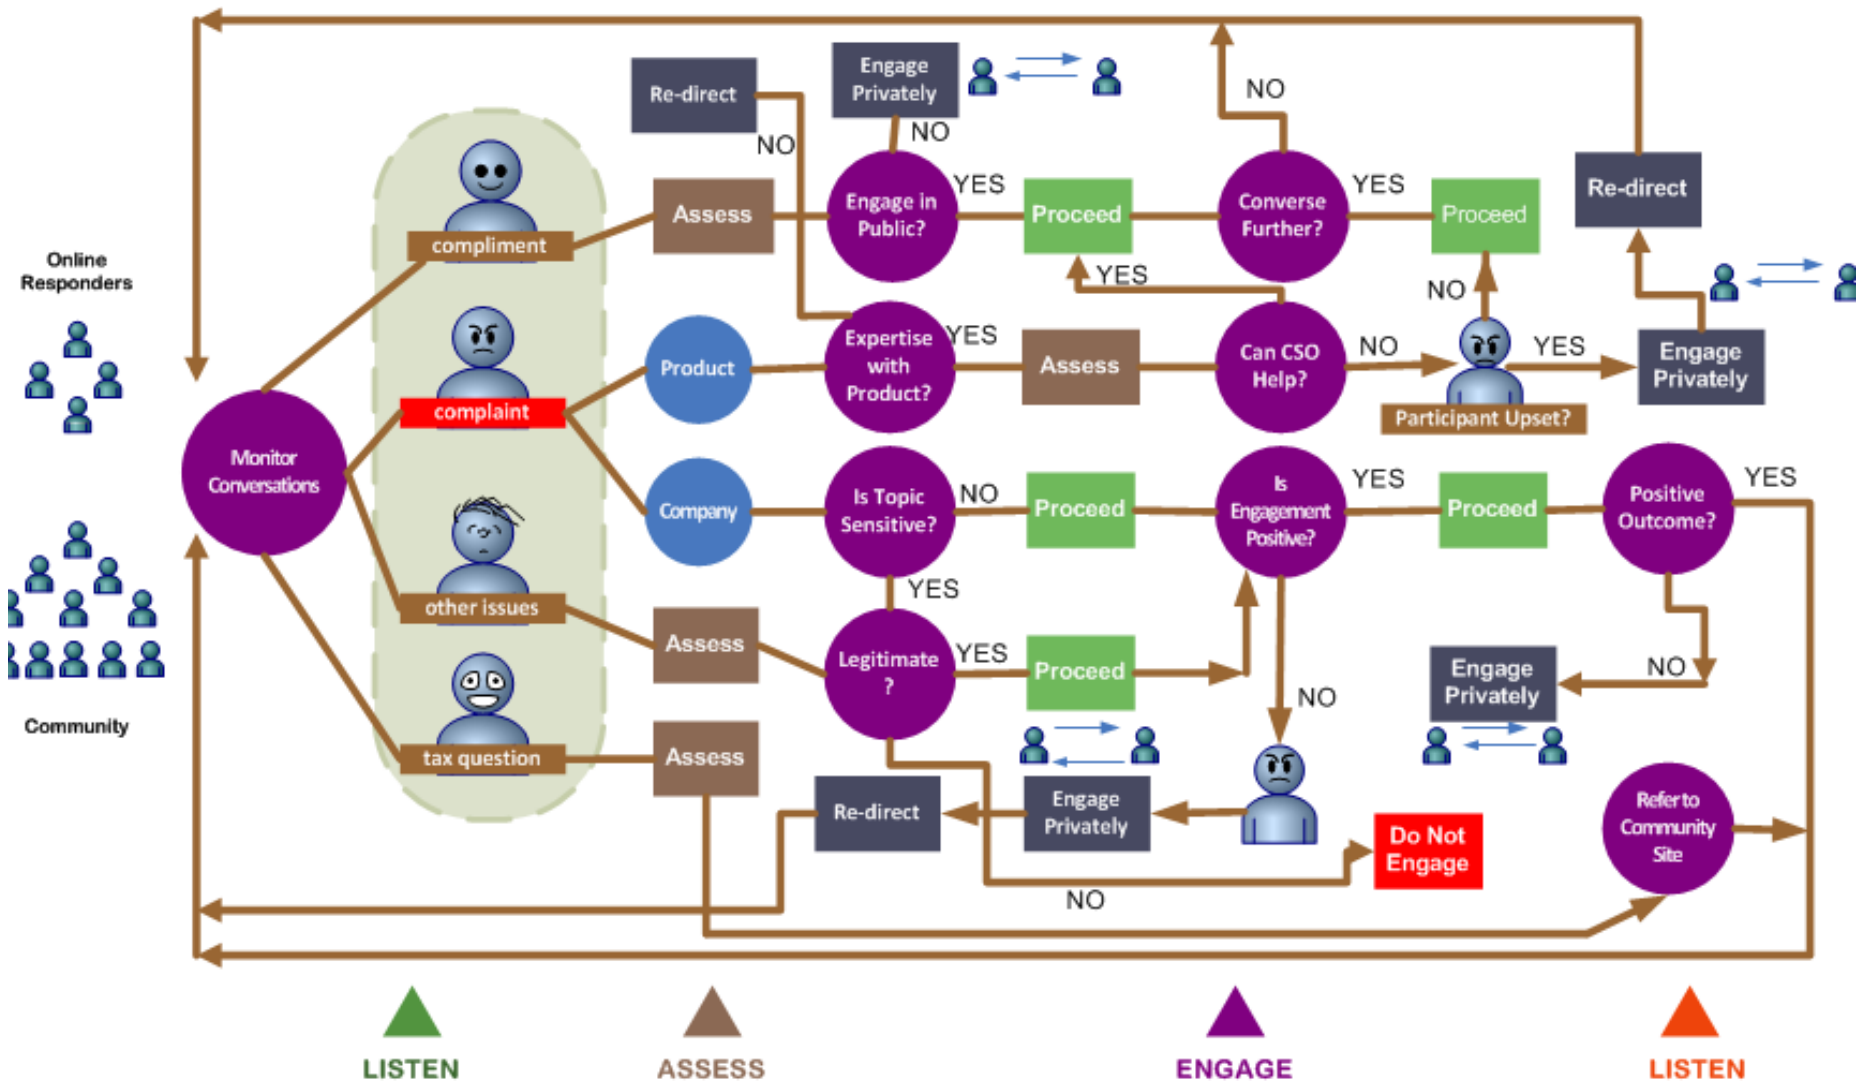 Engage
Privately
Re-direct
NO
NO
NO
compliment
Assess
Engage in
Public?
YES
Proceed
Converse
Further?
YES
Proceed
Re-direct
Online
Responders
complaint
Product
Expertise
with
Product?
YES
Assess
YES
Can CSO
Help?
NO
NO
Participant Upset?
YES
Engage
Privately
Monitor
Conversations
Company
Is Topic
Sensitive?
NO
Proceed
Is
Engagement
Positive?
YES
Proceed
Positive
Outcome?
YES
other issues
Assess
YES
Legitimate
?
YES
Proceed
NO
Engage
Privately
NO
Community
tax question
Assess
Re-direct
Engage
Privately
Do Not
Engage
NO
Refer to
Community
Site
LISTEN
ASSESS
ENGAGE
LISTEN